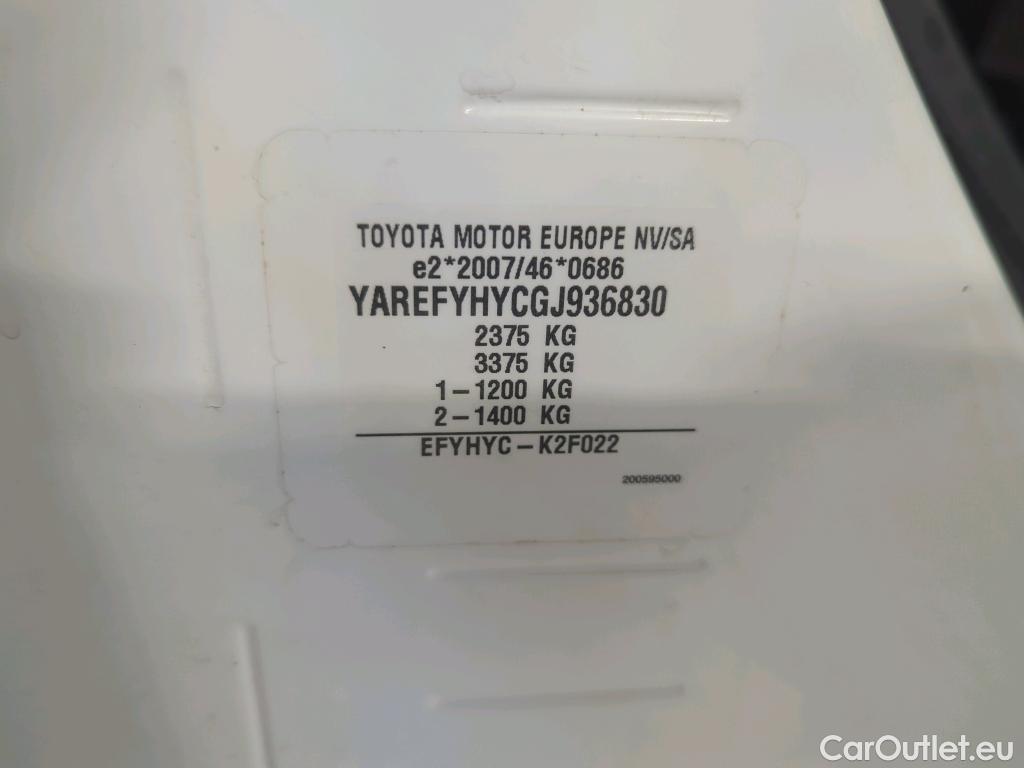 TOYOTA MOTOR EUROPE NV/SA
e2*2007/46*0686
YAREFYHYCGJ936830
2375 KG
3375 KG
1-1200 KG
2-1400 KG
EFYHYC-K2F022
200595000
CarOutlet.eu